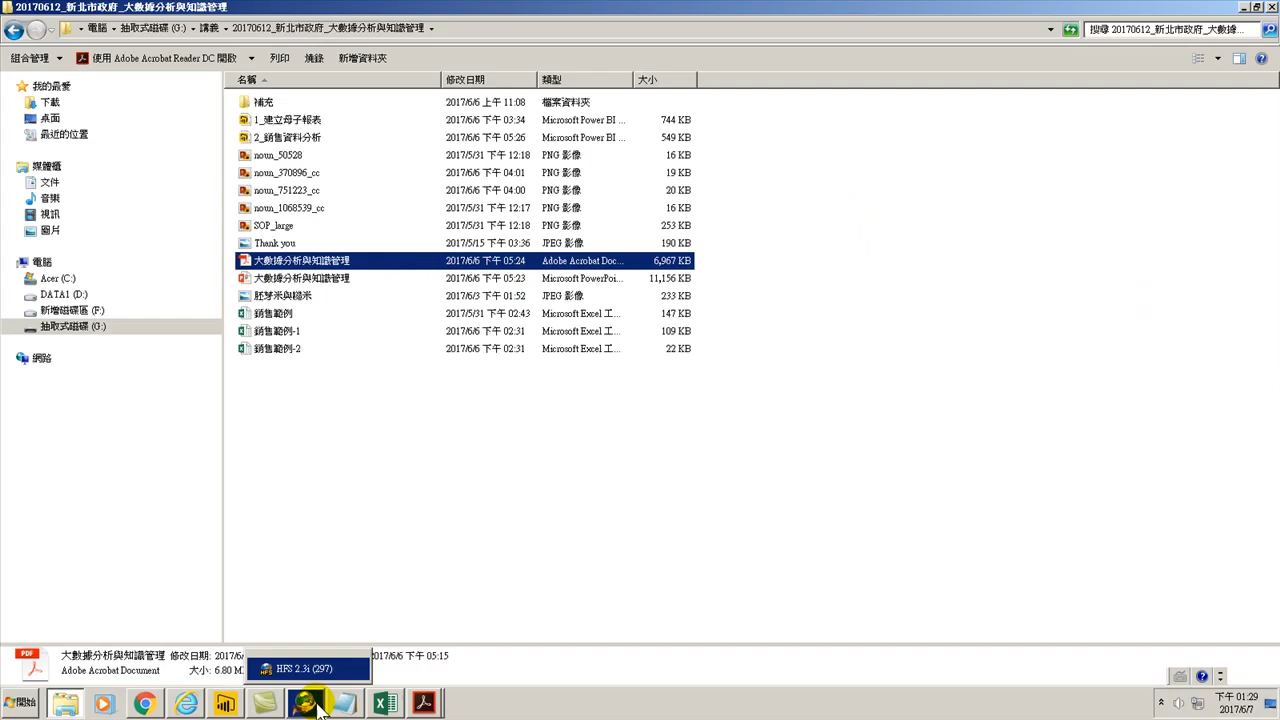 20170612_新北市政府_大數據分析與知識管理
電腦 抽取式磁碟 (G:) 講義 20170612_新北市政府_大數據分析與知識管理
搜尋 20170612_新北市政府_大數據...
組合管理 使用 Adobe Acrobat Reader DC 開啟 列印 燒錄 新增資料夾
我的最愛
下載
桌面
最近的位置
媒體櫃
文件
音樂
視訊
圖片
電腦
Acer (C:)
DATA1 (D:)
新增磁碟區 (F:)
抽取式磁碟 (G:)
網路
名稱 修改日期 類型 大小
補充 2017/6/6 上午 11:08 檔案資料夾
1_建立母子報表 2017/6/6 下午 03:34 Microsoft Power BI ... 744 KB
2_銷售資料分析 2017/6/6 下午 05:26 Microsoft Power BI ... 549 KB
noun_50528 2017/5/31 下午 12:18 PNG 影像 16 KB
noun_370896_cc 2017/6/6 下午 04:01 PNG 影像 19 KB
noun_751223_cc 2017/6/6 下午 04:00 PNG 影像 20 KB
noun_1068539_cc 2017/5/31 下午 12:17 PNG 影像 16 KB
SOP_large 2017/5/31 下午 12:18 PNG 影像 253 KB
Thank you 2017/5/15 下午 03:36 JPEG 影像 190 KB
大數據分析與知識管理 2017/6/6 下午 05:24 Adobe Acrobat Doc... 6,967 KB
大數據分析與知識管理 2017/6/6 下午 05:23 Microsoft PowerPoi... 11,156 KB
胚芽米與糙米 2017/6/3 下午 01:52 JPEG 影像 233 KB
銷售範例 2017/5/31 下午 02:43 Microsoft Excel 工... 147 KB
銷售範例-1 2017/6/6 下午 02:31 Microsoft Excel 工... 109 KB
銷售範例-2 2017/6/6 下午 02:31 Microsoft Excel 工... 22 KB
PDF 大數據分析與知識管理 修改日期: 2017/6/ 2017/6/6 下午 05:15
Adobe Acrobat Document 大小: 6.80 M
HFS 2.3i (297)
HFS
開始
下午 01:29
2017/6/7